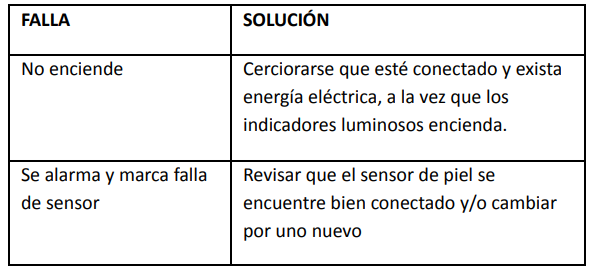 FALLA
SOLUCIÓN
No enciende
Cerciorarse que esté conectado y exista
energía eléctrica, a la vez que los
indicadores luminosos encienda.
Se alarma y marca falla
de sensor
Revisar que el sensor de piel se
encuentre bien conectado y/o cambiar
por uno nuevo